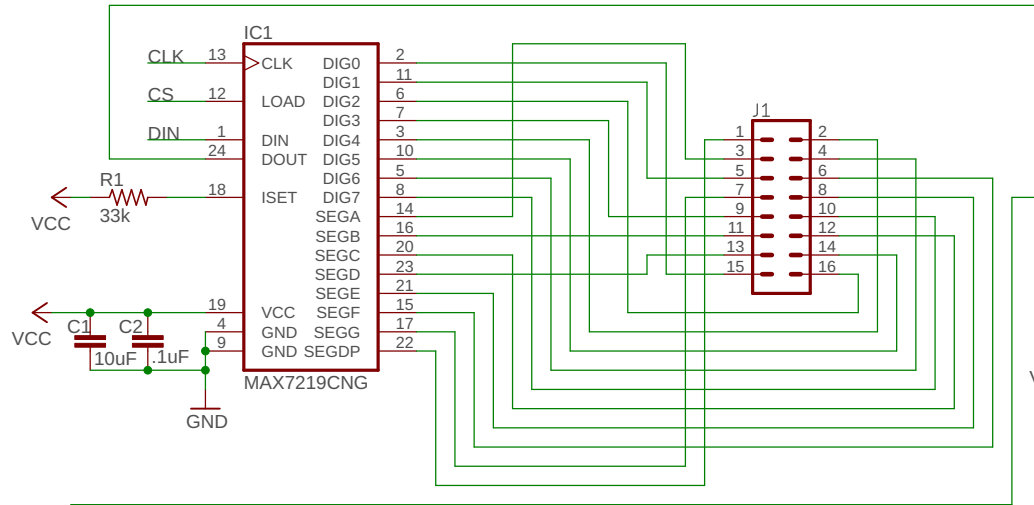 IC1
CLK 13 CLK DIG0 2
DIG1 11
CS 12 LOAD DIG2 6
DIG3 7
DIN 1 DIN DIG4 3
24 DOUT DIG5 10
DIG6 5
R1 18 ISET DIG7 8
33k
VCC
SEGA 14
SEGB 16
SEGC 20
SEGD 23
SEGE 21
19 VCC SEGF 15
C1 C2 4 GND SEGG 17
VCC
10uF .1uF 9 GND SEGDP 22
MAX7219CNG
GND
J1
1 2
3 4
5 6
7 8
9 10
11 12
13 14
15 16